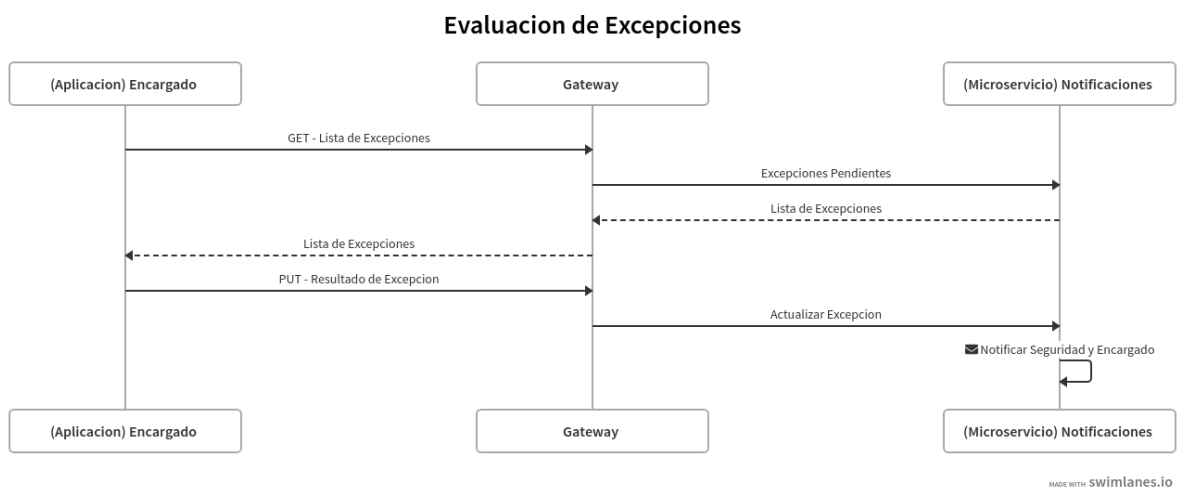 Evaluacion de Excepciones
(Aplicacion) Encargado
Gateway
(Microservicio) Notificaciones
GET - Lista de Excepciones
Excepciones Pendientes
Lista de Excepciones
Lista de Excepciones
PUT - Resultado de Excepcion
Actualizar Excepcion
Notificar Seguridad y Encargado
(Aplicacion) Encargado
Gateway
(Microservicio) Notificaciones
MADE WITH swimlanes.io